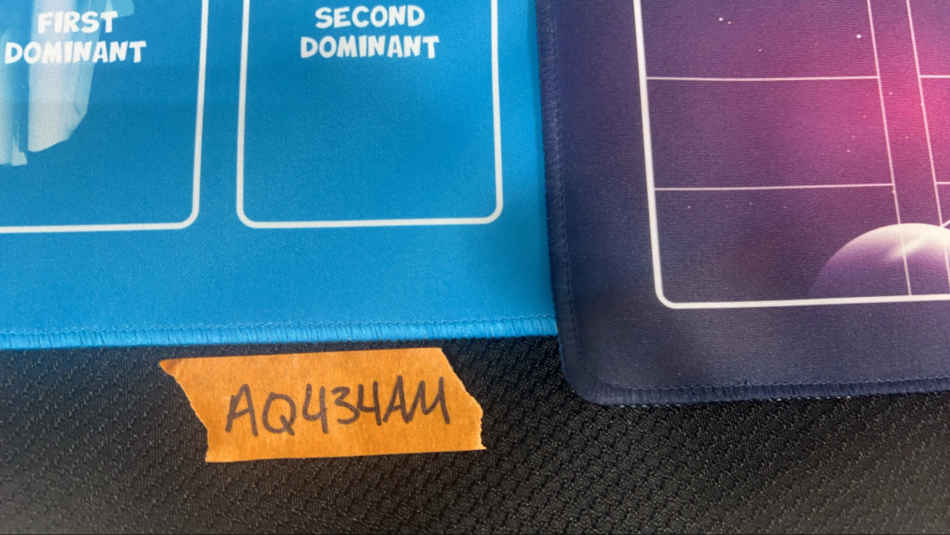 FIRST
DOMINANT
SECOND
DOMINANT
AQ434AM